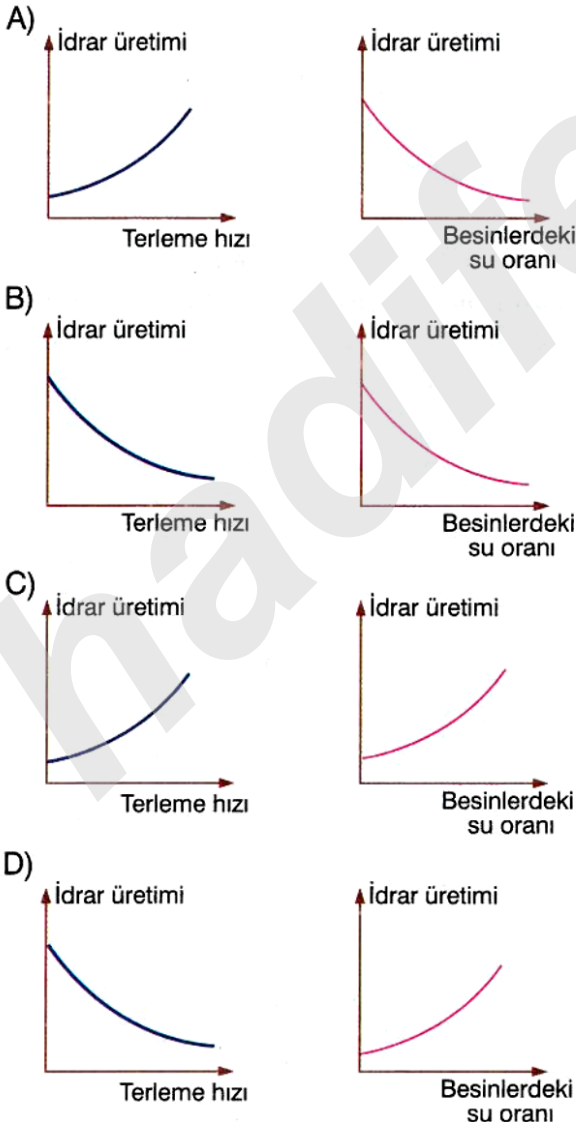 A)
İdrar üretimi
İdrar üretimi
Terleme hızı
Besinlerdeki
su oranı
B)
İdrar üretimi
İdrar üretimi
Terleme hızı
Besinlerdeki
su oranı
C)
İdrar üretimi
İdrar üretimi
Terleme hızı
Besinlerdeki
su oranı
D)
İdrar üretimi
İdrar üretimi
Terleme hızı
Besinlerdeki
su oranı
hadife